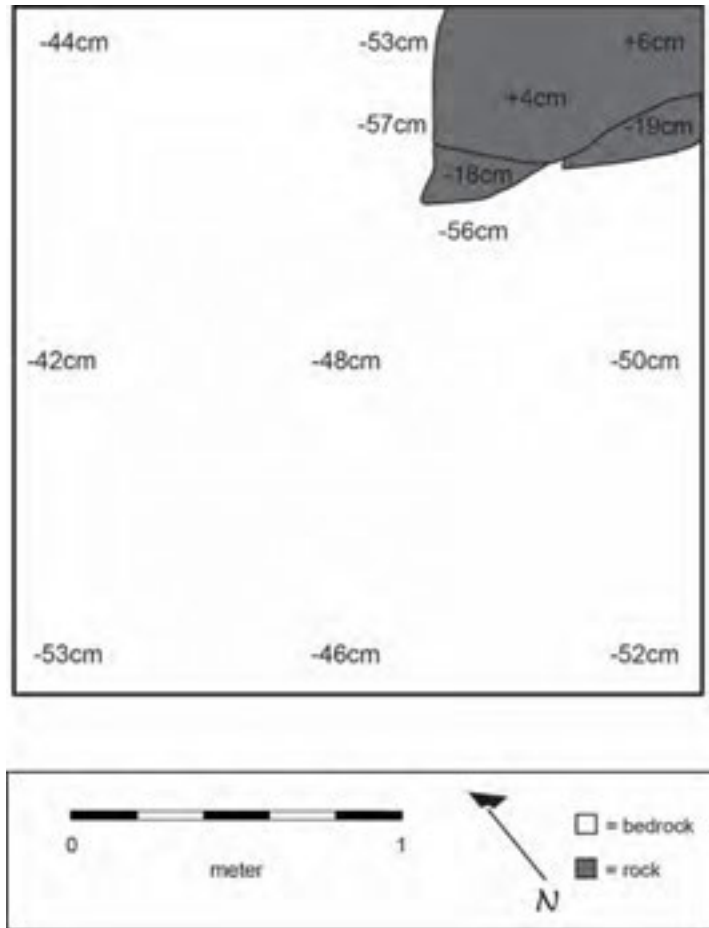 -44cm -53cm +6cm
+4cm
-57cm -19cm
-18cm
-56cm
-42cm -48cm -50cm
-53cm -46cm -52cm
0 1
meter
N
= bedrock
= rock